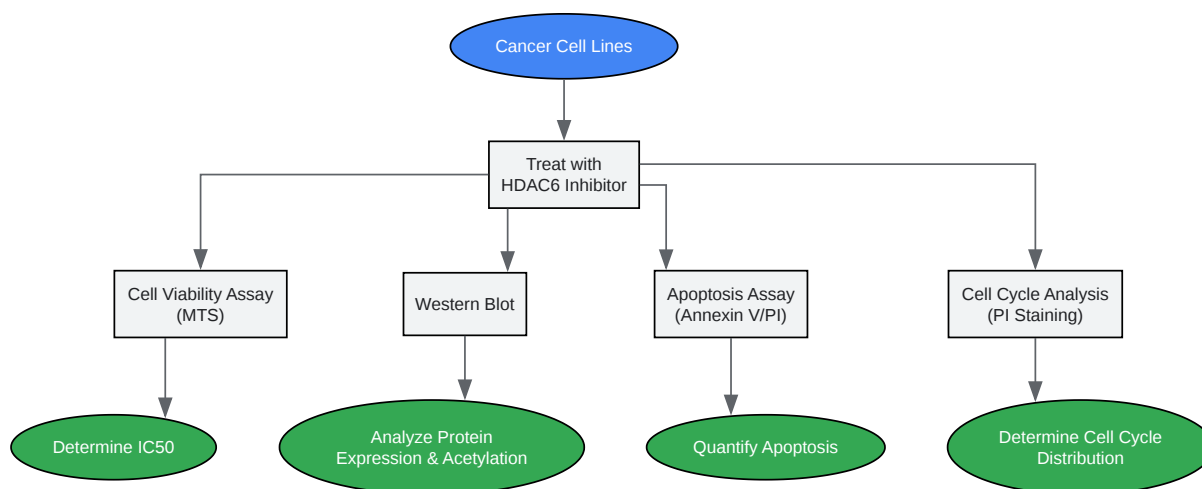 Cancer Cell Lines
Treat with
HDAC6 Inhibitor
Cell Viability Assay
(MTS)
Western Blot
Apoptosis Assay
(Annexin V/PI)
Cell Cycle Analysis
(PI Staining)
Determine IC50
Analyze Protein
Expression & Acetylation
Quantify Apoptosis
Determine Cell Cycle
Distribution